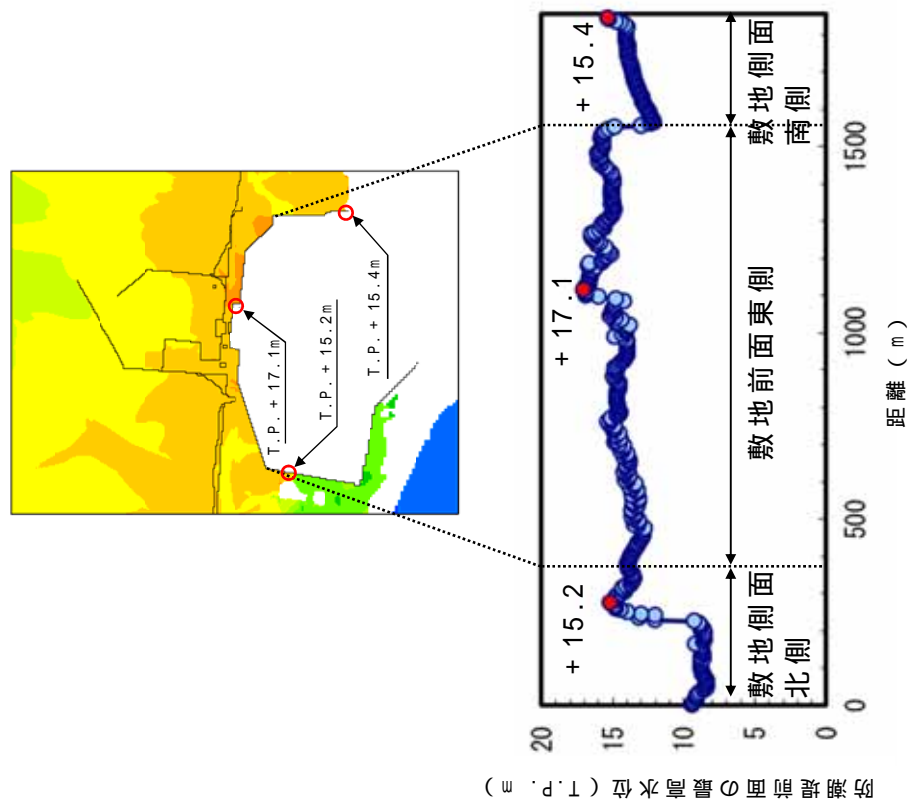 T.P.+17.1m
T.P.+15.2m
T.P.+15.4m
防潮堤前面の最高水位(T.P.m)
20
15
10
5
0
+15.2
+17.1
+15.4
敷地側面
北側
敷地前面東側
敷地側面
南側
0
500
1000
1500
距離(m)